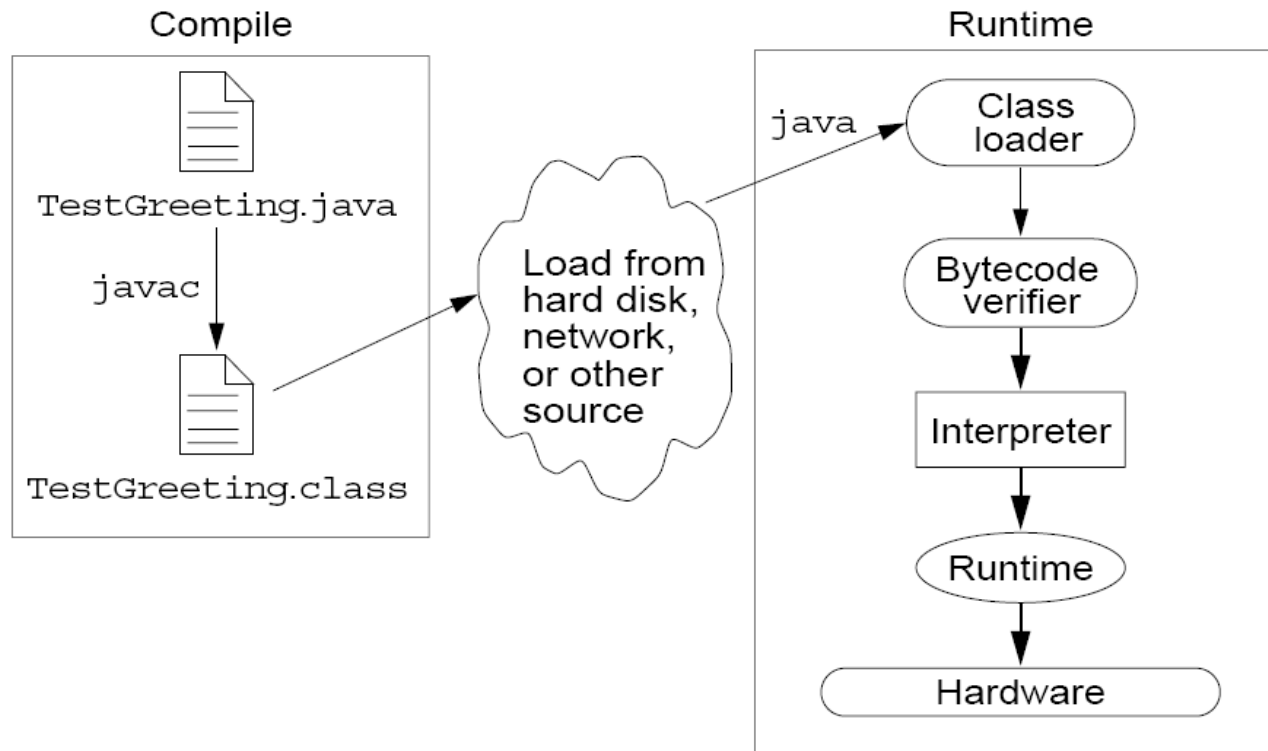 Compile
TestGreeting.java
javac
TestGreeting.class
Load from
hard disk,
network,
or other
source
Runtime
java
Class
loader
Bytecode
verifier
Interpreter
Runtime
Hardware